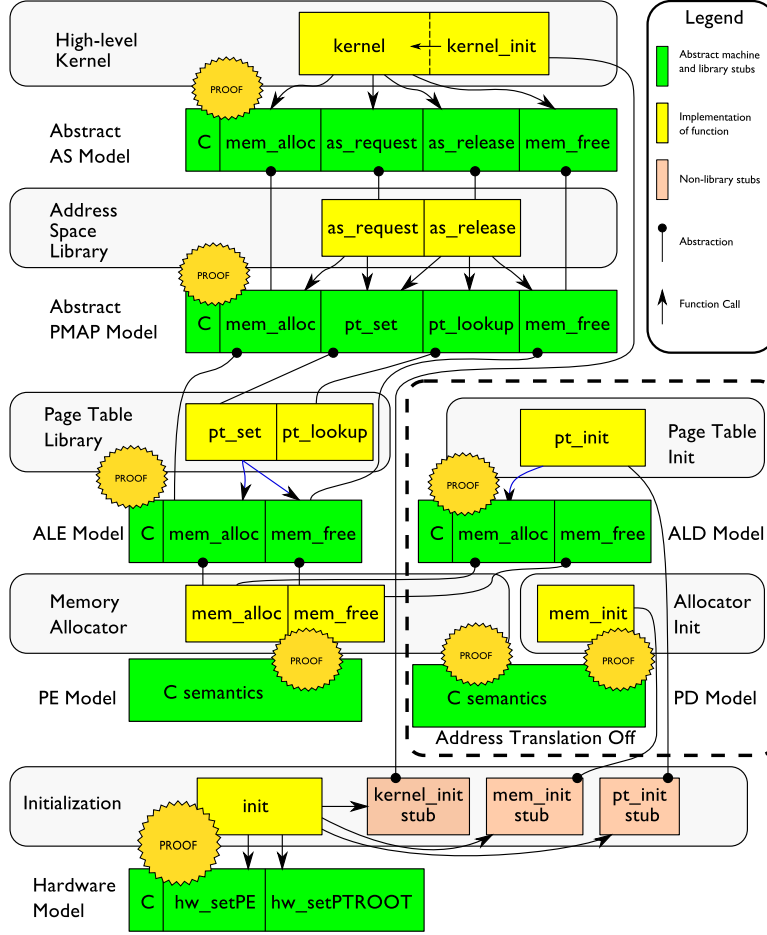 High-level
Kernel
kernel
kernel_init
PROOF
Abstract
AS Model
C
mem_alloc
as_request
as_release
mem_free
Address
Space
Library
as_request
as_release
PROOF
Abstract
PMAP Model
C
mem_alloc
pt_set
pt_lookup
mem_free
Legend
Abstract machine
and library stubs
Implementation
of function
Non-library stubs
Abstraction
Function Call
Page Table
Library
pt_set
pt_lookup
PROOF
ALE Model
C
mem_alloc
mem_free
pt_init
Page Table
Init
PROOF
C
mem_alloc
mem_free
ALD Model
Memory
Allocator
mem_alloc
mem_free
PROOF
PE Model
C semantics
mem_init
Allocator
Init
PROOF
PROOF
C semantics
PD Model
Address Translation Off
Initialization
init
kernel_init
stub
mem_init
stub
pt_init
stub
PROOF
Hardware
Model
C
hw_setPE
hw_setPTROOT